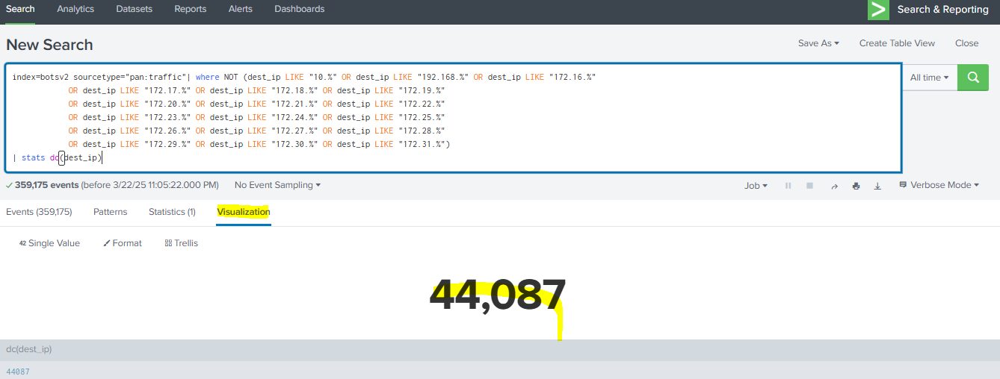 Search Analytics Datasets Reports Alerts Dashboards > Search & Reporting
New Search Save As ▾ Create Table View Close
index=botsv2 sourcetype="pan:traffic"| where NOT (dest_ip LIKE "10.%" OR dest_ip LIKE "192.168.%" OR dest_ip LIKE "172.16.%"
OR dest_ip LIKE "172.17.%" OR dest_ip LIKE "172.18.%" OR dest_ip LIKE "172.19.%"
OR dest_ip LIKE "172.20.%" OR dest_ip LIKE "172.21.%" OR dest_ip LIKE "172.22.%"
OR dest_ip LIKE "172.23.%" OR dest_ip LIKE "172.24.%" OR dest_ip LIKE "172.25.%"
OR dest_ip LIKE "172.26.%" OR dest_ip LIKE "172.27.%" OR dest_ip LIKE "172.28.%"
OR dest_ip LIKE "172.29.%" OR dest_ip LIKE "172.30.%" OR dest_ip LIKE "172.31.%")
| stats dc(dest_ip)
All time ▾
✓ 359,175 events (before 3/22/25 11:05:22.000 PM) No Event Sampling ▾ Job ▾ Verbose Mode ▾
Events (359,175) Patterns Statistics (1) Visualization
42 Single Value Format Trellis
44,087
dc(dest_ip)
44087